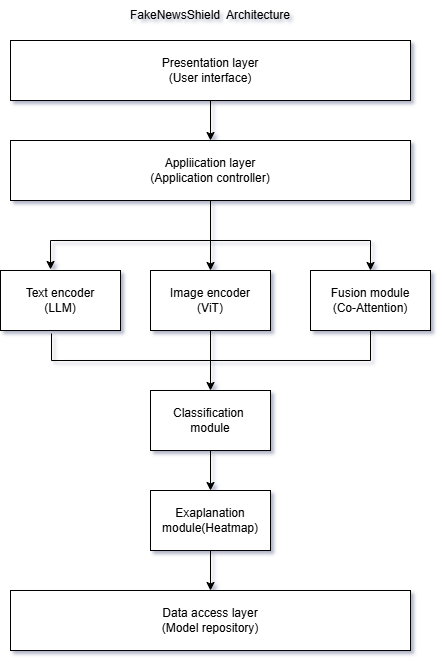 FakeNewsShield Architecture
Presentation layer
(User interface)
Appliication layer
(Application controller)
Text encoder
(LLM)
Image encoder
(ViT)
Fusion module
(Co-Attention)
Classification
module
Exaplanation
module(Heatmap)
Data access layer
(Model repository)